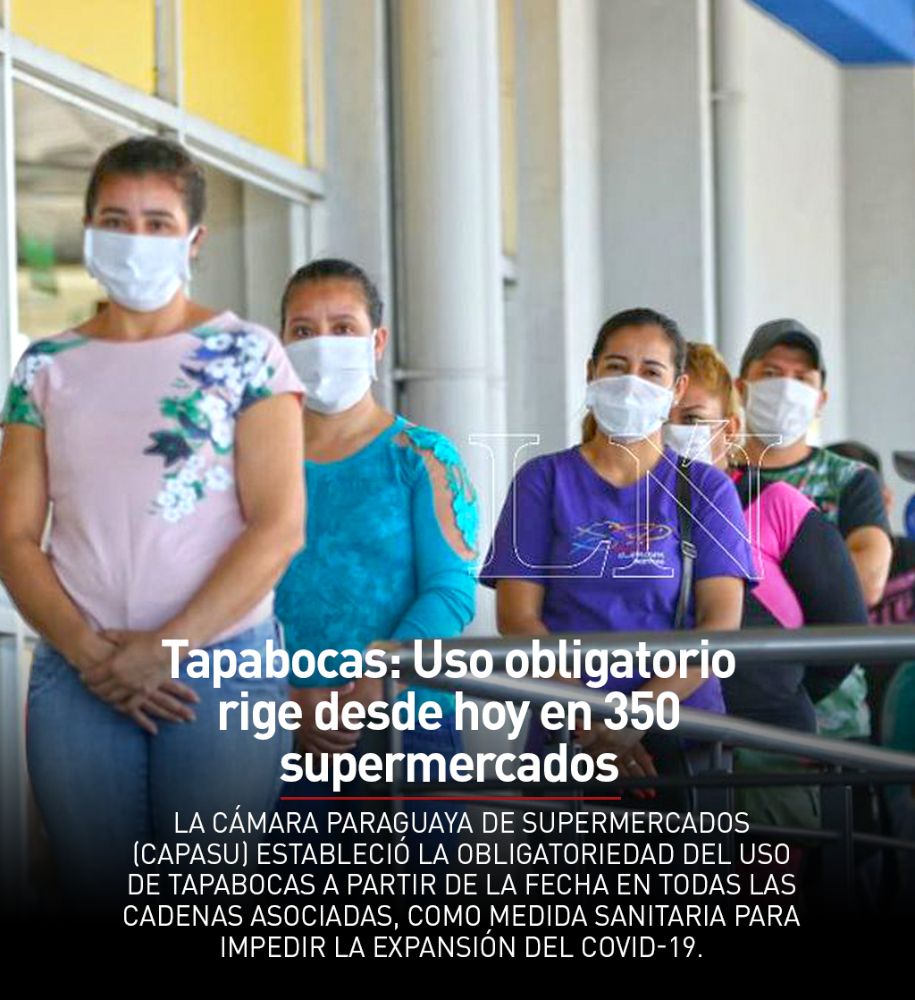 LN
Tapabocas: Uso obligatorio
rige desde hoy en 350
supermercados
LA CÁMARA PARAGUAYA DE SUPERMERCADOS
(CAPASU) ESTABLECIÓ LA OBLIGATORIEDAD DEL USO
DE TAPABOCAS A PARTIR DE LA FECHA EN TODAS LAS
CADENAS ASOCIADAS, COMO MEDIDA SANITARIA PARA
IMPEDIR LA EXPANSIÓN DEL COVID-19.